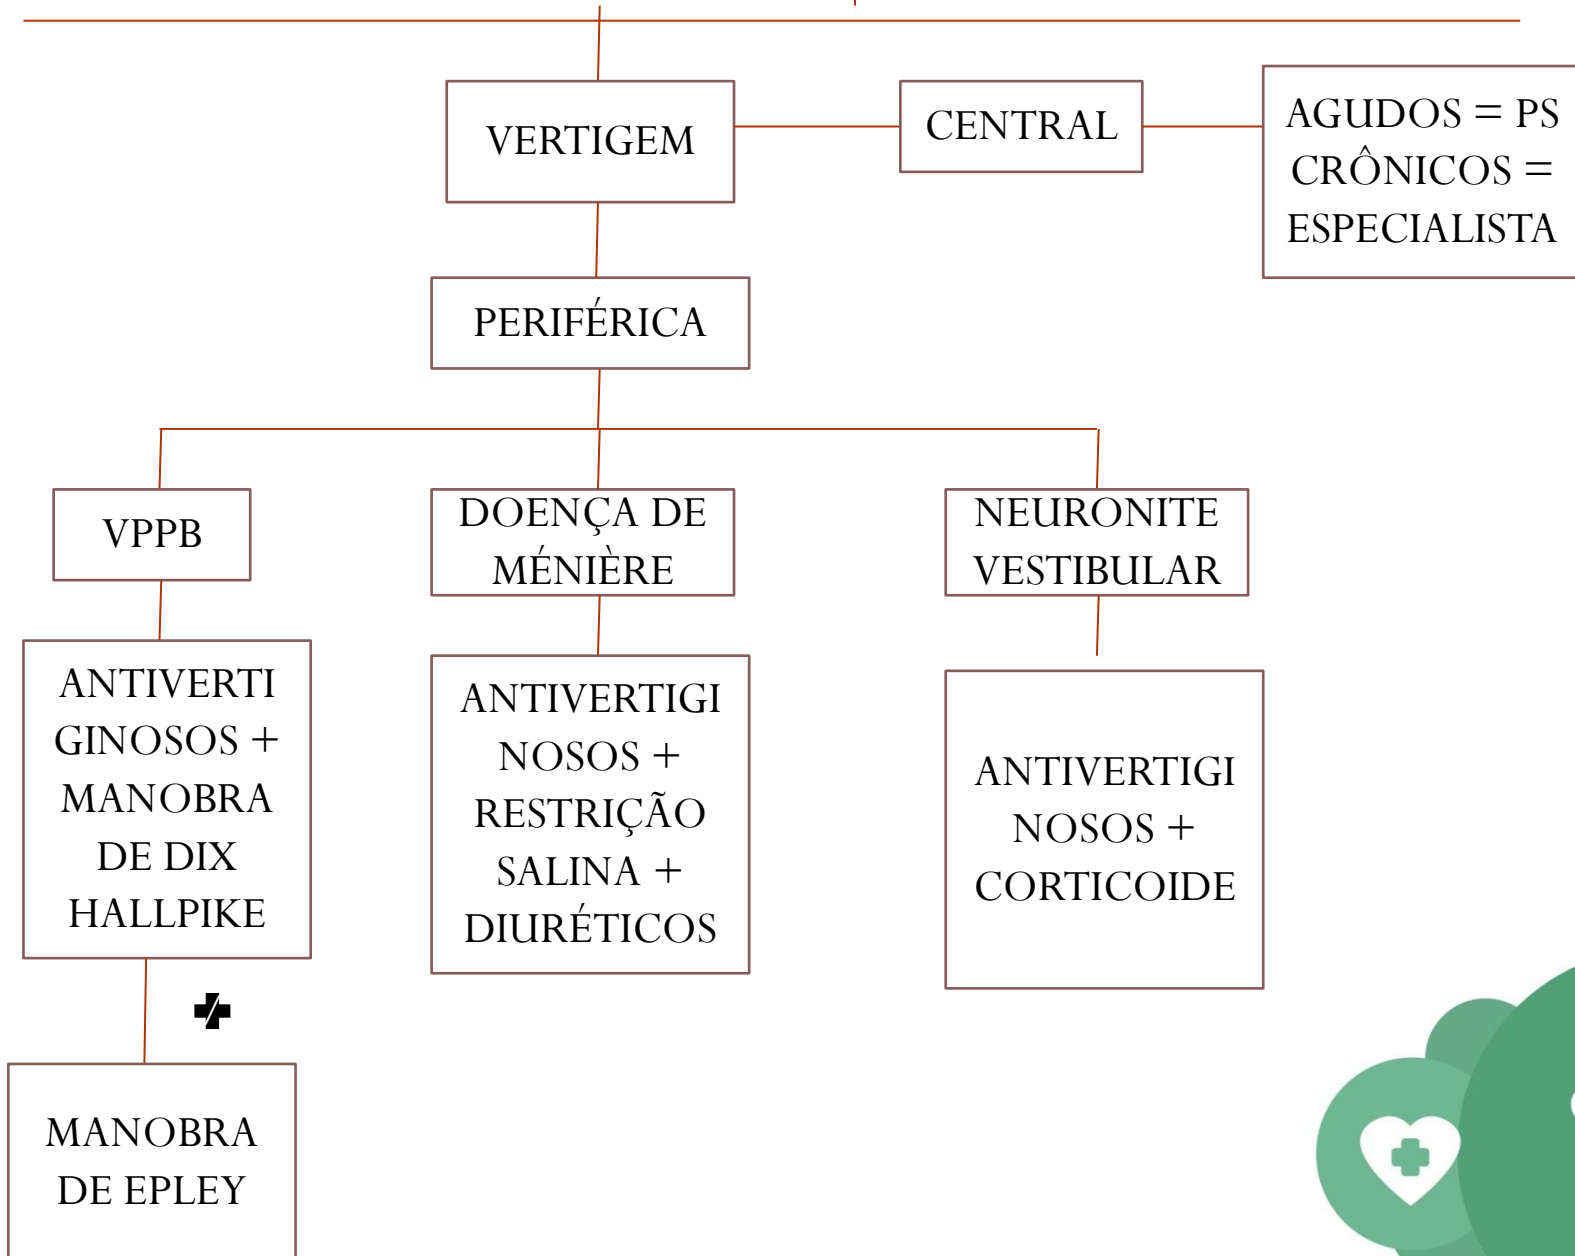 VERTIGEM
CENTRAL
AGUDOS = PS
CRÔNICOS =
ESPECIALISTA
PERIFÉRICA
VPPB
DOENÇA DE
MÉNIÈRE
NEURONITE
VESTIBULAR
ANTIVERTI
GINOSOS +
MANOBRA
DE DIX
HALLPIKE
ANTIVERTIGI
NOSOS +
RESTRIÇÃO
SALINA +
DIURÉTICOS
ANTIVERTIGI
NOSOS +
CORTICOIDE
MANOBRA
DE EPLEY